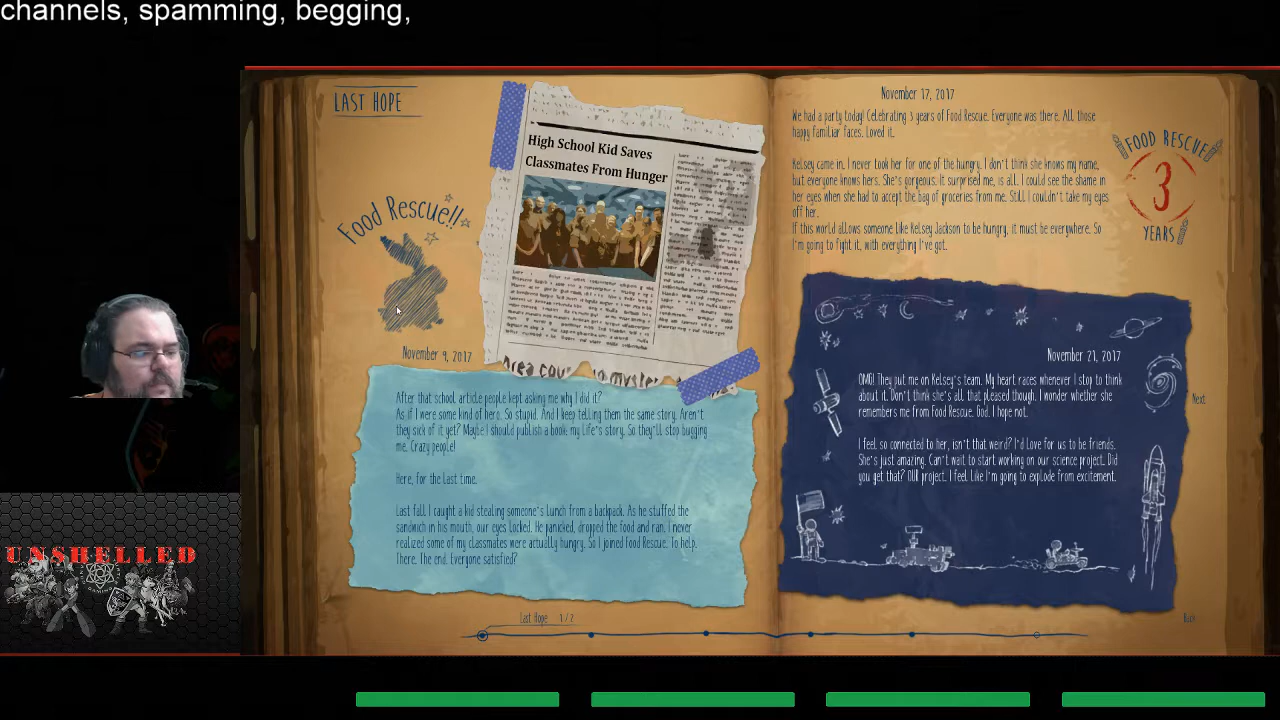 channels, spamming, begging,
LAST HOPE
High School Kid Saves
Classmates From Hunger
Food Rescue!!
November 9, 2017
After that school article people kept asking me why I did it?
As if I were some kind of hero. So stupid. And I keep telling them the same story. Aren't
they sick of it yet? Maybe I should publish a book: my Life's story. So they'll stop bugging
me. Crazy people!
Here, for the Last time.
Last fall I caught a kid stealing someone's Lunch from a backpack. As he stuffed the
sandwich in his mouth, our eyes Locked. He panicked, dropped the food and ran. I never
realized some of my classmates were actually hungry. So I joined Food Rescue. To help.
There. The end. Everyone satisfied?
Last Hope 1/2
November 17, 2017
We had a party today! Celebrating 3 years of Food Rescue. Everyone was there. All those
happy familiar faces. Loved it.
Kelsey came in. I never took her for one of the hungry. I don't think she knows my name,
but everyone knows hers. She's gorgeous. It surprised me, is all. I could see the shame in
her eyes when she had to accept the bag of groceries from me. Still I couldn't take my eyes
off her.
If this world allows someone like Kelsey Jackson to be hungry, it must be everywhere. So
I'm going to fight it, with everything I've got.
FOOD RESCUE
3
YEARS
November 21, 2017
OMG! They put me on Kelsey's team. My heart races whenever I stop to think
about it. Don't think she's all that pleased though. I wonder whether she
remembers me from Food Rescue. God. I hope not.
I feel so connected to her, isn't that weird? I'd Love for us to be friends.
She's just amazing. Can't wait to start working on our science project. Did
you get that? OUR project. I feel like I'm going to explode from excitement.
Next
Back
UNSHELLED